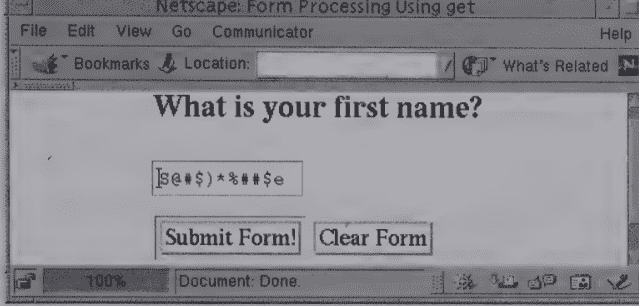 Netscape: Form Processing Using get
File Edit View Go Communicator Help
Bookmarks Location: What's Related N
What is your first name?
S@#$)*%##$e
Submit Form! Clear Form
100% Document: Done.